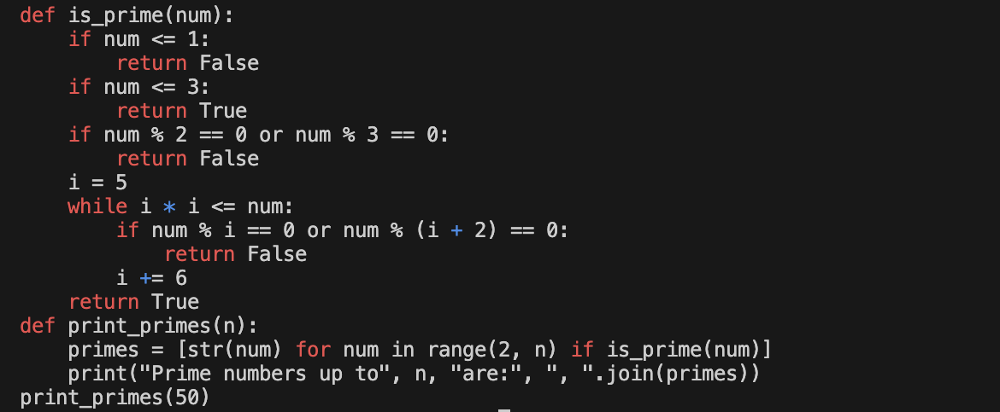 def is_prime(num):
    if num <= 1:
        return False
    if num <= 3:
        return True
    if num % 2 == 0 or num % 3 == 0:
        return False
    i = 5
    while i * i <= num:
        if num % i == 0 or num % (i + 2) == 0:
            return False
        i += 6
    return True
def print_primes(n):
    primes = [str(num) for num in range(2, n) if is_prime(num)]
    print("Prime numbers up to", n, "are:", ", ".join(primes))
print_primes(50)